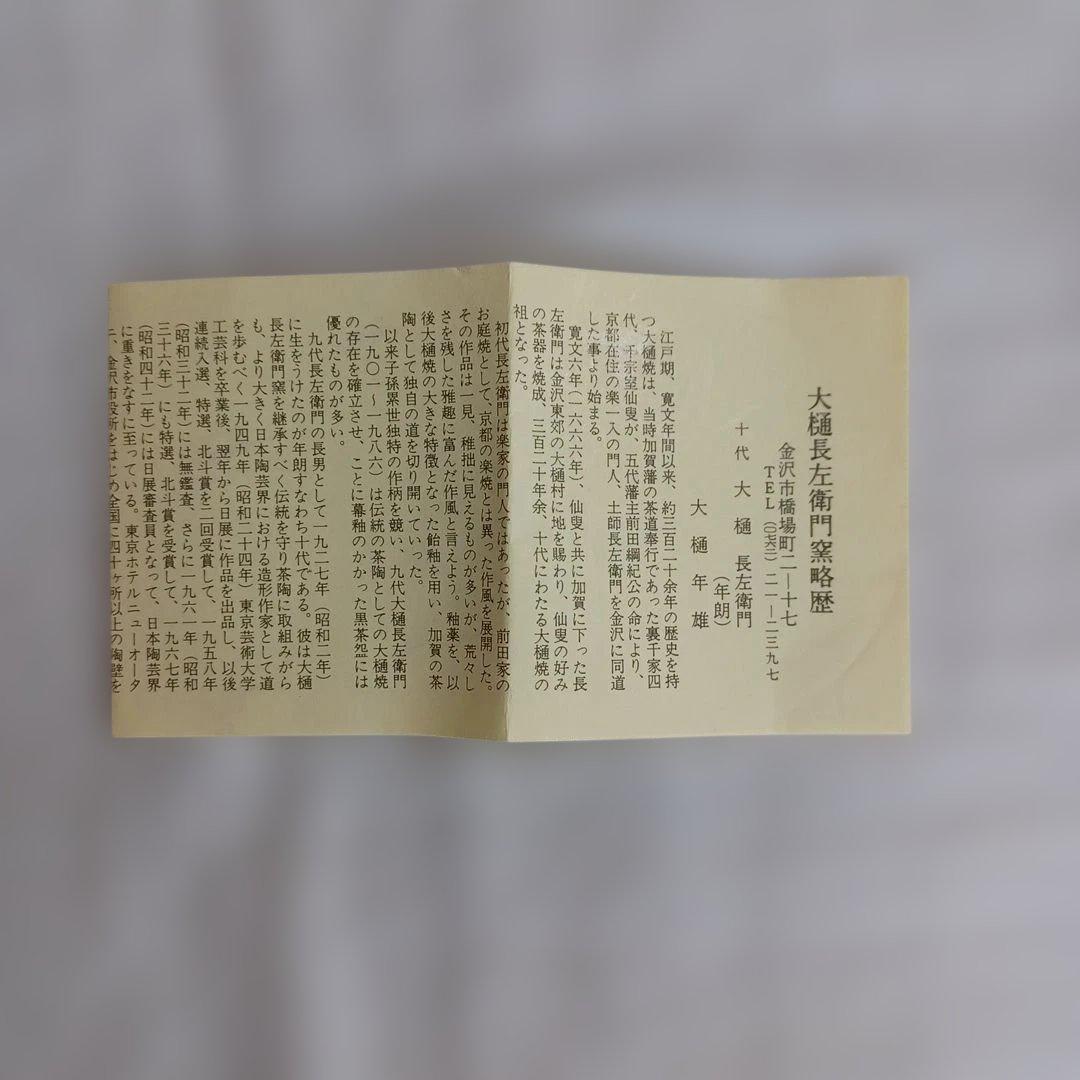 大樋長左衛門窯略歴
金沢市橋場町二―十七
TEL(〇七六二)二一―二三九七
十代 大樋長左衛門
(年朗)
大樋年雄
江戸期、寛文年間以来、約三百二十余年の歴史を持
つ大樋焼は、当時加賀藩の茶道奉行であった裏千家四
代、千宗室仙叟が、五代藩主前田綱紀公の命により、
京都在住の楽一入の門人、土師長左衛門を金沢に同道
した事より始まる。
寛文六年(一六六六年)、仙叟と共に加賀に下った長
左衛門は金沢東郊の大樋村に地を賜わり、仙叟の好み
の茶器を焼成、三百二十年余、十代にわたる大樋焼の
祖となった。
初代長左衛門は楽家の門人ではあったが、前田家の
お庭焼として、京都の楽焼とは異った作風を展開した。
その作品は一見、稚拙に見えるものが多いが、荒々し
さを残した雅趣に富んだ作風と言えよう。釉薬を、以
後大樋焼の大きな特徴となった飴釉を用い、加賀の茶
陶として独自の道を切り開いていった。
以来子孫累世独特の作柄を競い、九代大樋長左衛門
(一九〇一～一九八六)は伝統の茶陶としての大樋焼
の存在を確立させ、ことに幕釉のかかった黒茶盌には
優れたものが多い。
九代長左衛門の長男として一九二七年(昭和二年)
に生をうけたのが年朗すなわち十代である。彼は大樋
長左衛門窯を継承すべく伝統を守り茶陶に取組みがら
も、より大きく日本陶芸界における造形作家として道
を歩むべく一九四九年(昭和二十四年)東京芸術大学
工芸科を卒業後、翌年から日展に作品を出品し、以後
連続入選、特選、北斗賞を二回受賞して、一九五八年
(昭和三十二年)には無鑑査、さらに一九六一年(昭和
三十六年)にも特選、北斗賞を受賞して、一九六七年
(昭和四十二年)には日展審査員となって、日本陶芸界
に重きをなすに至っている。東京ホテルニューオータ
ニ、金沢市役所をはじめ全国に四十ヶ所以上の陶壁を